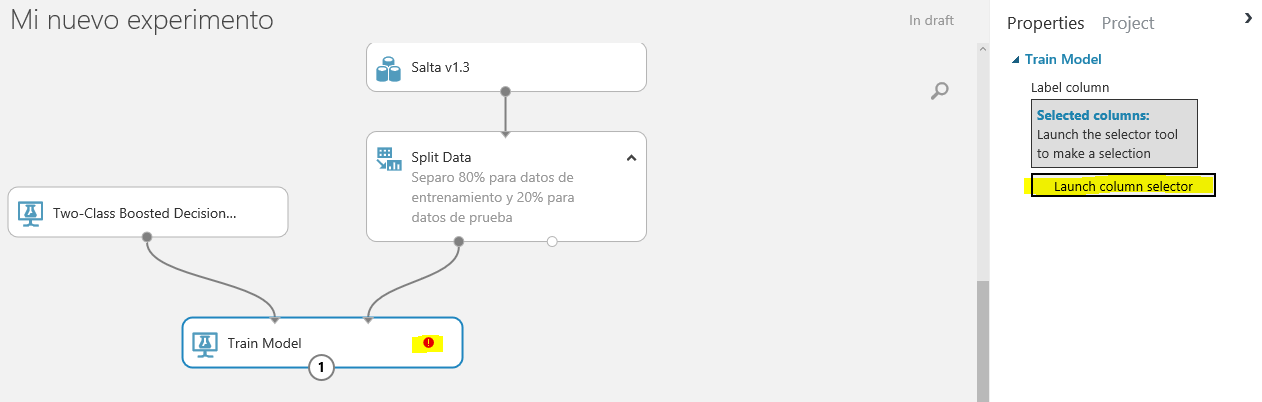 Mi nuevo experimento
In draft
Salta v1.3
Split Data
Separo 80% para datos de
entrenamiento y 20% para
datos de prueba
Two-Class Boosted Decision...
Train Model
1
Properties Project
Train Model
Label column
Selected columns:
Launch the selector tool
to make a selection
Launch column selector